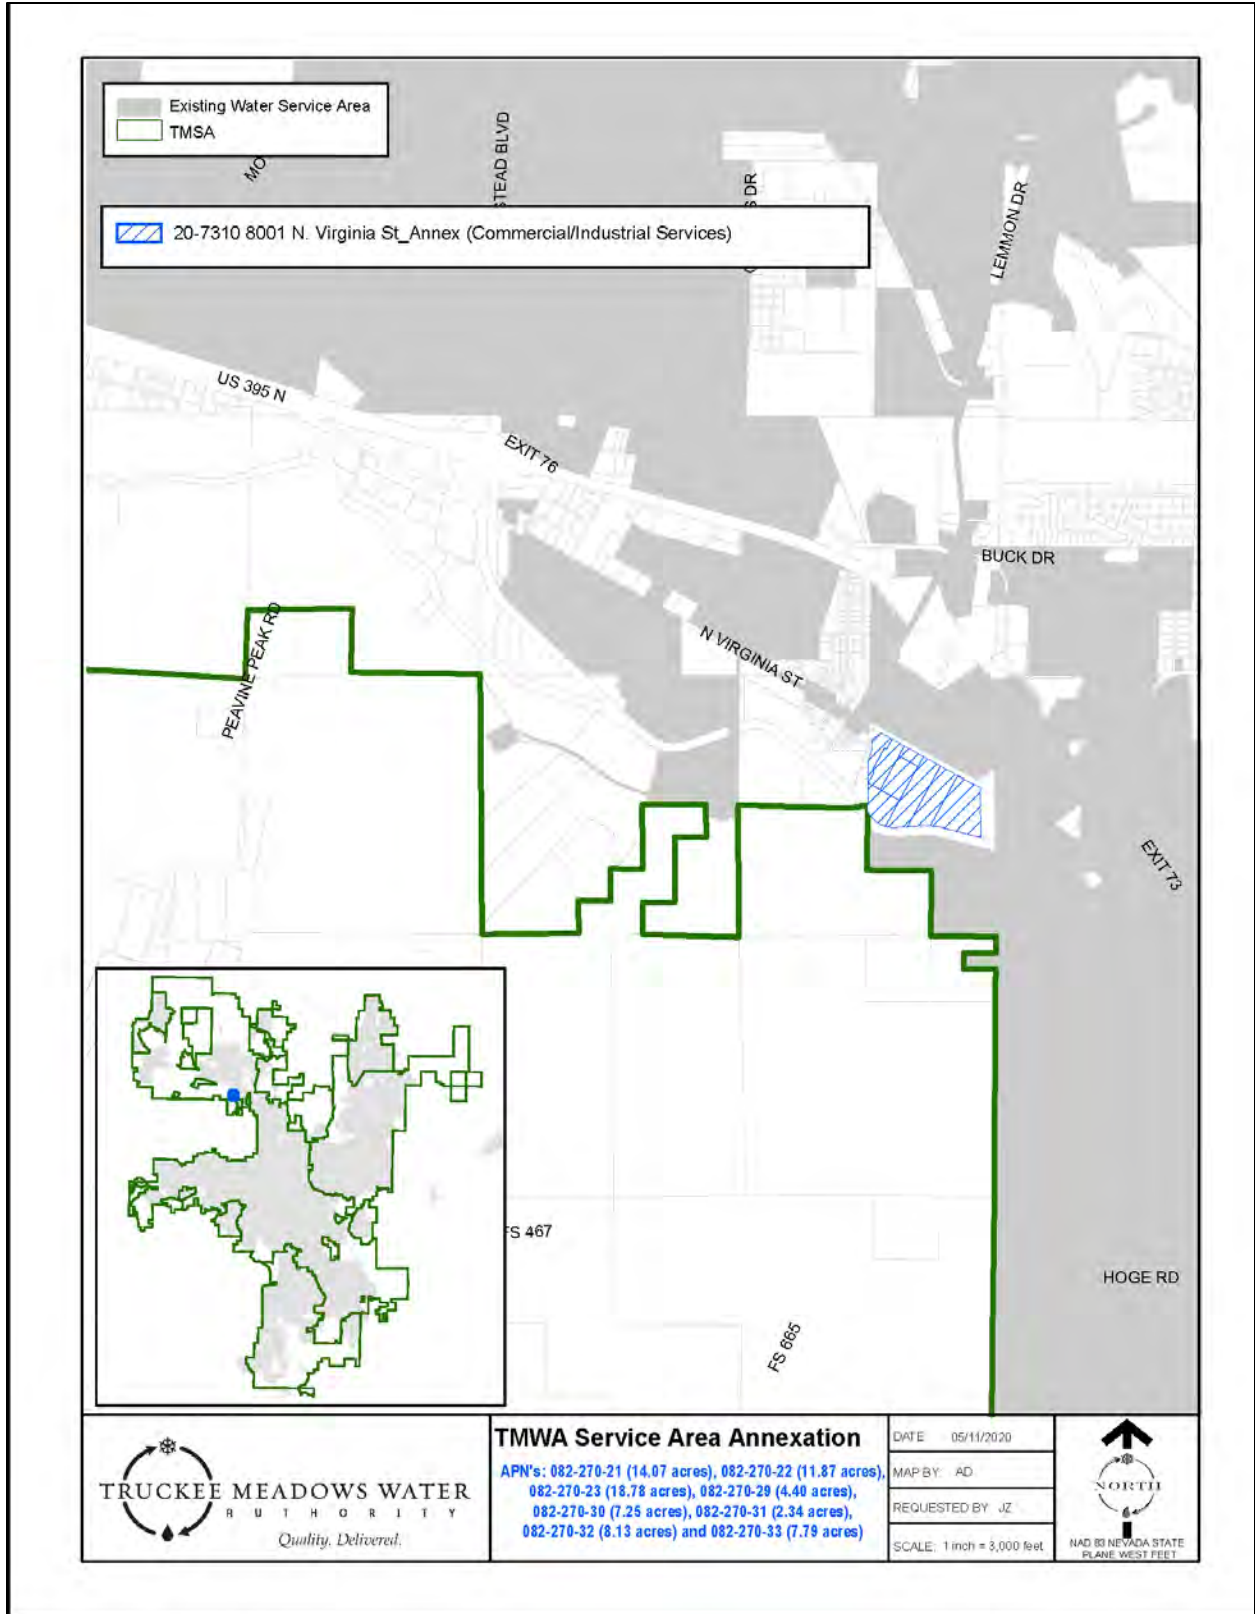 Existing Water Service Area
TMSA
MO
STEAD BLVD
S DR
20-7310 8001 N. Virginia St_Annex (Commercial/Industrial Services)
LEMMON DR
US 395 N
EXIT 76
BUCK DR
N VIRGINIA ST
PEAVINE PEAK RD
EXIT 73
FS 467
HOGE RD
FS 665
TRUCKEE MEADOWS WATER
RUTHORITY
Quality. Delivered.
TMWA Service Area Annexation
APN's: 082-270-21 (14.07 acres), 082-270-22 (11.87 acres),
082-270-23 (18.78 acres), 082-270-29 (4.40 acres),
082-270-30 (7.25 acres), 082-270-31 (2.34 acres),
082-270-32 (8.13 acres) and 082-270-33 (7.79 acres)
DATE 05/11/2020
MAP BY: AD
REQUESTED BY JZ
SCALE: 1 inch = 3,000 feet
NORTH
NAD 83 NEVADA STATE
PLANE WEST FEET